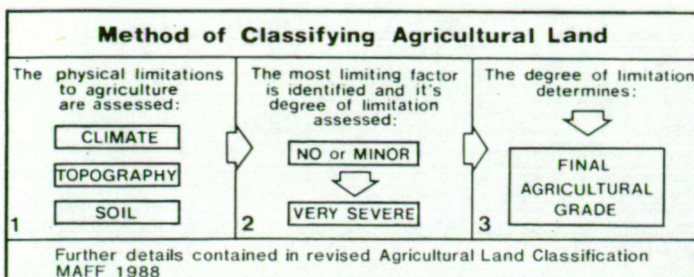 Method of Classifying Agricultural Land
The physical limitations
to agriculture
are assessed:
CLIMATE
TOPOGRAPHY
SOIL
1
The most limiting factor
is identified and it's
degree of limitation
assessed:
NO or MINOR
VERY SEVERE
2
The degree of limitation
determines:
FINAL
AGRICULTURAL
GRADE
3
Further details contained in revised Agricultural Land Classification
MAFF 1988